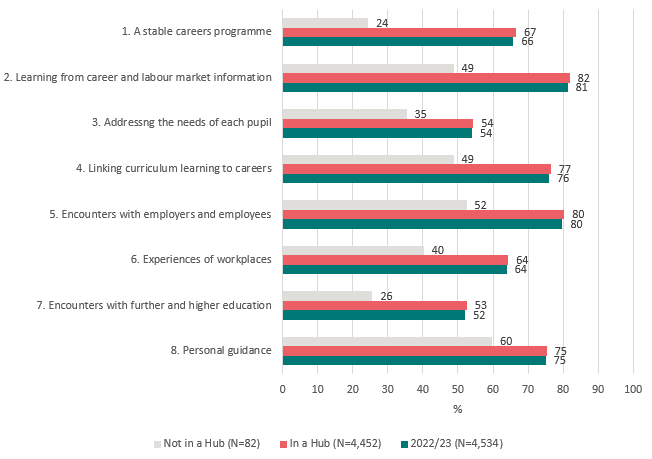 1. A stable careers programme
24
67
66
2. Learning from career and labour market information
49
82
81
3. Addressng the needs of each pupil
35
54
54
4. Linking curriculum learning to careers
49
77
76
5. Encounters with employers and employees
52
80
80
6. Experiences of workplaces
40
64
64
7. Encounters with further and higher education
26
53
52
8. Personal guidance
60
75
75
0 10 20 30 40 50 60 70 80 90 100
%
Not in a Hub (N=82) In a Hub (N=4,452) 2022/23 (N=4,534)